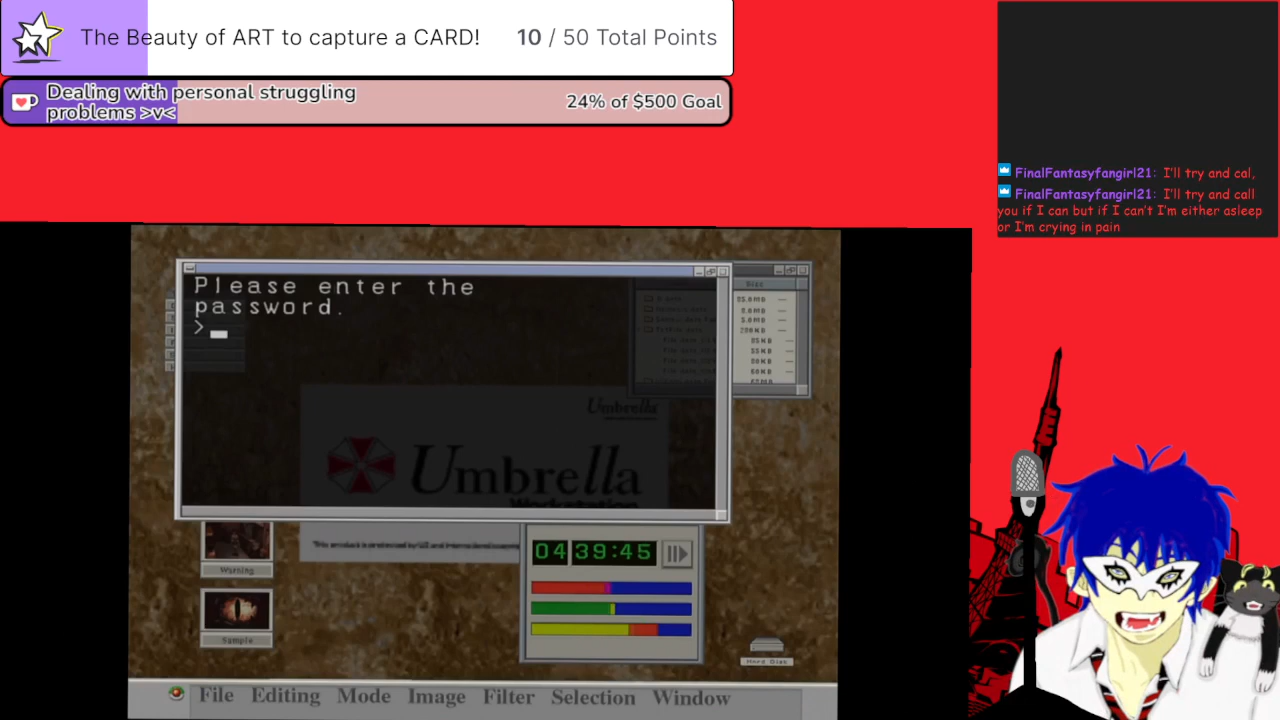 The Beauty of ART to capture a CARD! 10 / 50 Total Points
Dealing with personal struggling
problems >v<
24% of $500 Goal
FinalFantasyfangirl21: I'll try and cal,
FinalFantasyfangirl21: I'll try and call
you if I can but if I can't I'm either asleep
or I'm crying in pain
Please enter the
password.
>
Disc
Umbrella
Umbrella
Workstation
Warning
04 39:45
Sample
Hard Disc
File Editing Mode Image Filter Selection Window